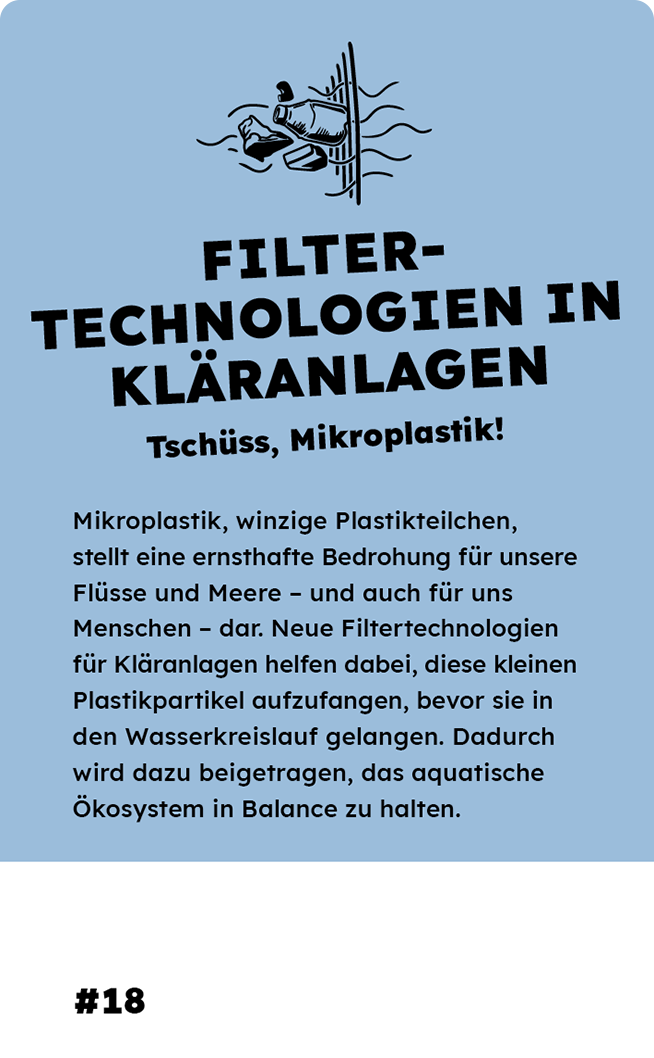 FILTER-
TECHNOLOGIEN IN
KLÄRANLAGEN
Tschüss, Mikroplastik!
Mikroplastik, winzige Plastikteilchen,
stellt eine ernsthafte Bedrohung für unsere
Flüsse und Meere – und auch für uns
Menschen – dar. Neue Filtertechnologien
für Kläranlagen helfen dabei, diese kleinen
Plastikpartikel aufzufangen, bevor sie in
den Wasserkreislauf gelangen. Dadurch
wird dazu beigetragen, das aquatische
Ökosystem in Balance zu halten.
#18